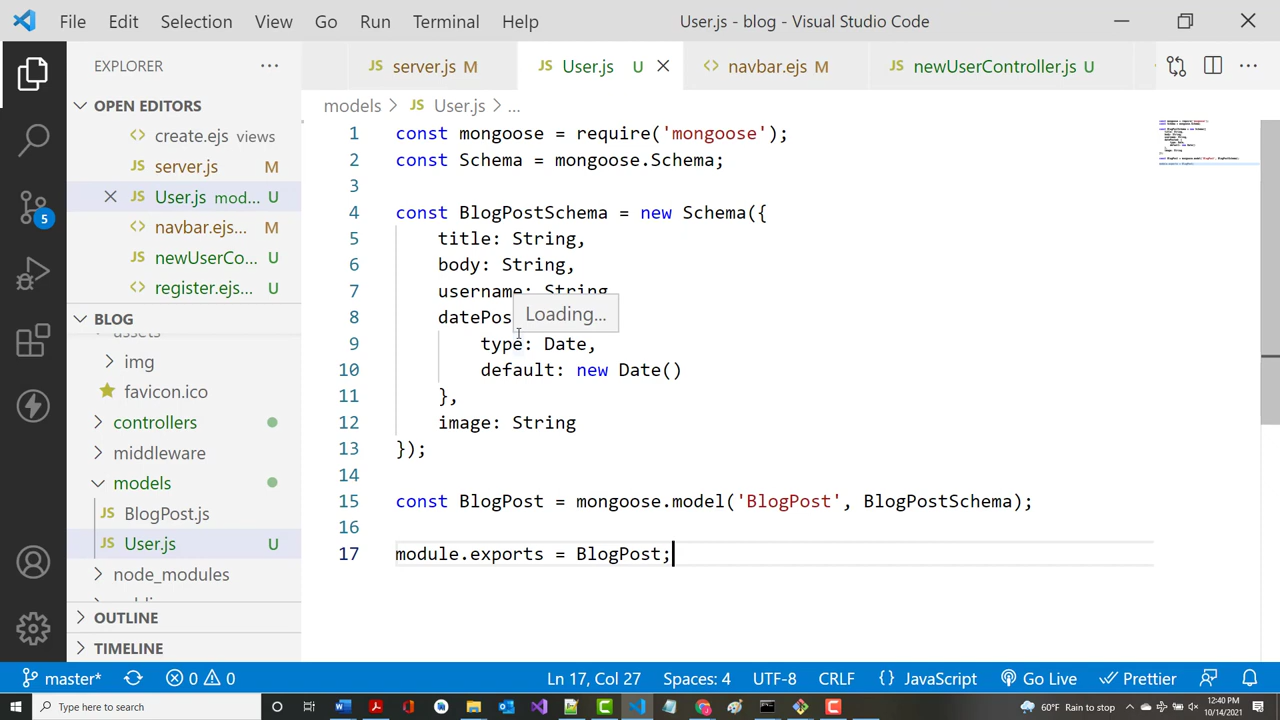 File Edit Selection View Go Run Terminal Help User.js - blog - Visual Studio Code
EXPLORER
OPEN EDITORS
create.ejs views
server.js M
User.js mod... U
navbar.ejs... M
newUserCo... U
register.ejs... U
BLOG
img
favicon.ico
controllers
middleware
models
BlogPost.js
User.js U
node_modules
OUTLINE
TIMELINE
5
server.js M User.js U navbar.ejs M newUserController.js U
models > JS User.js > ...
1 const mongoose = require('mongoose');
2 const Schema = mongoose.Schema;
3
4 const BlogPostSchema = new Schema({
5 title: String,
6 body: String,
7 username: String
8 datePos
Loading...
9 type: Date,
10 default: new Date()
11 },
12 image: String
13 });
14
15 const BlogPost = mongoose.model('BlogPost', BlogPostSchema);
16
17 module.exports = BlogPost;
master* 0 0 Ln 17, Col 27 Spaces: 4 UTF-8 CRLF {} JavaScript Go Live Prettier
Type here to search
12:40 PM
Rain to stop
10/14/2021